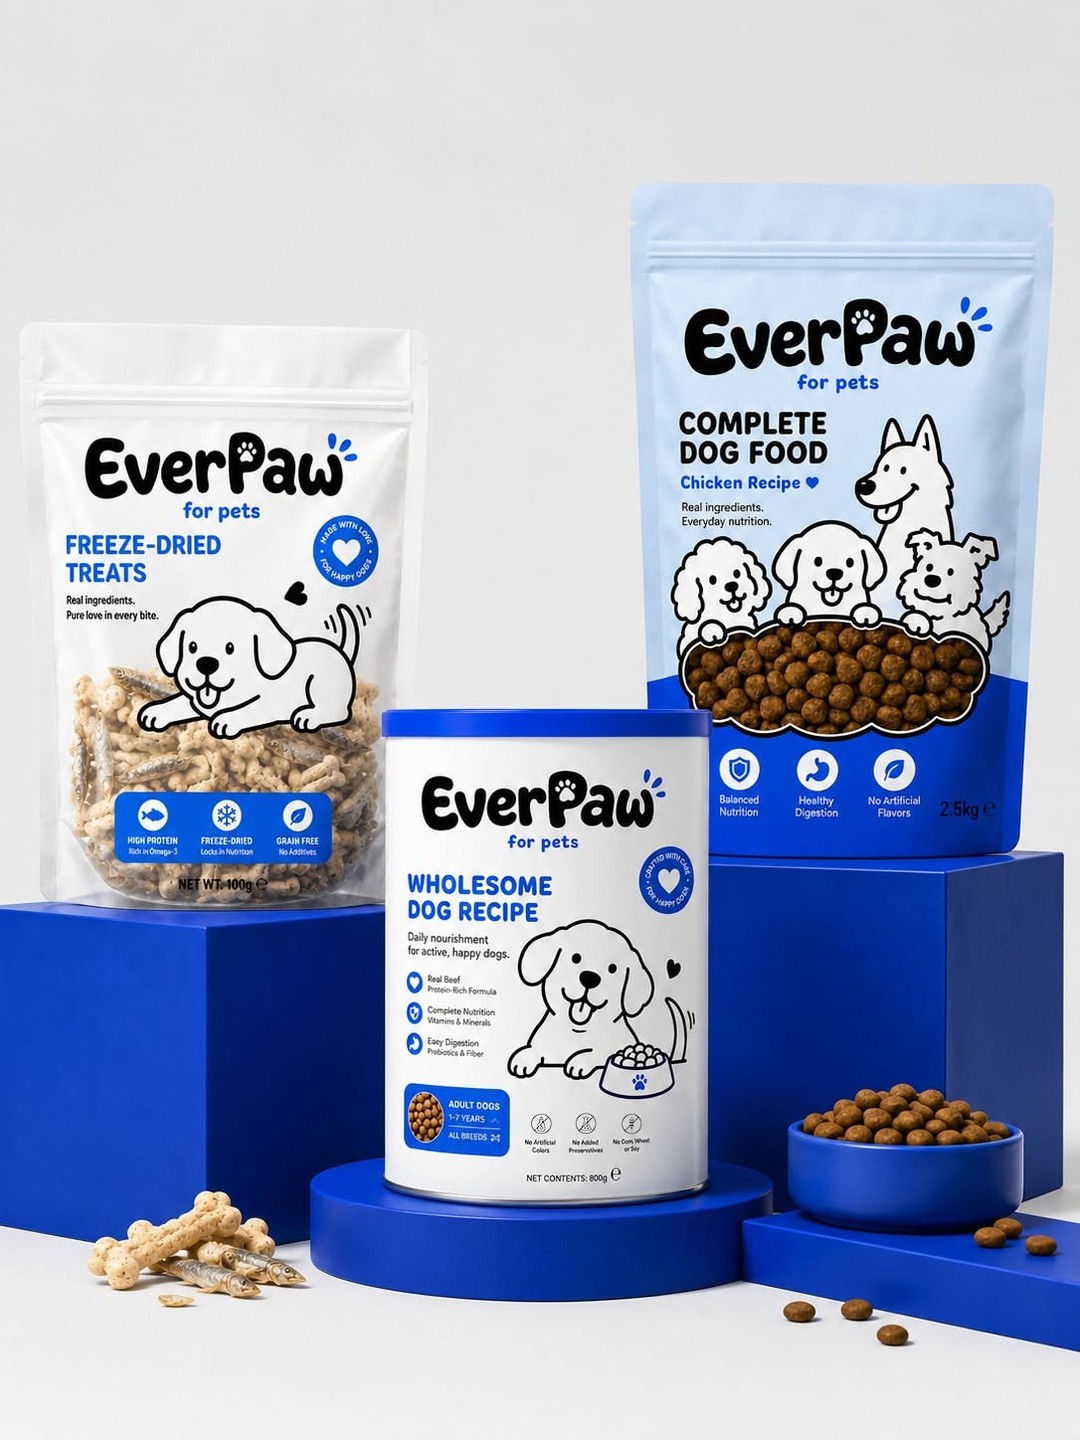 EverPaw
for pets
FREEZE-DRIED
TREATS
Real ingredients.
Pure love in every bite.
MADE WITH LOVE
FOR HAPPY DOGS
HIGH PROTEIN
Rich in Omega-3
FREEZE-DRIED
Locks in Nutrition
GRAIN FREE
No Additives
NET WT. 100g ℮
EverPaw
for pets
COMPLETE
DOG FOOD
Chicken Recipe
Real ingredients.
Everyday nutrition.
Balanced
Nutrition
Healthy
Digestion
No Artificial
Flavors
2.5kg ℮
EverPaw
for pets
WHOLESOME
DOG RECIPE
CRAFTED WITH CARE
FOR HAPPY DOGS
Daily nourishment
for active, happy dogs.
Real Beef
Protein-Rich Formula
Complete Nutrition
Vitamins & Minerals
Easy Digestion
Prebiotics & Fiber
ADULT DOGS
1-7 YEARS
ALL BREEDS
No Artificial
Colors
No Added
Preservatives
No Corn, Wheat
or Soy
NET CONTENTS: 800g ℮